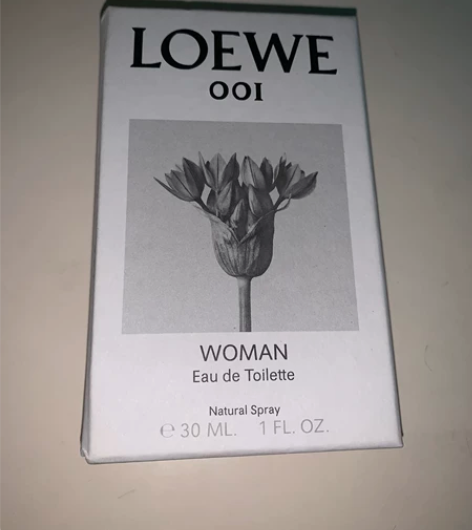 LOEWE
001
WOMAN
Eau de Toilette
Natural Spray
℮ 30 ML. 1 FL. OZ.